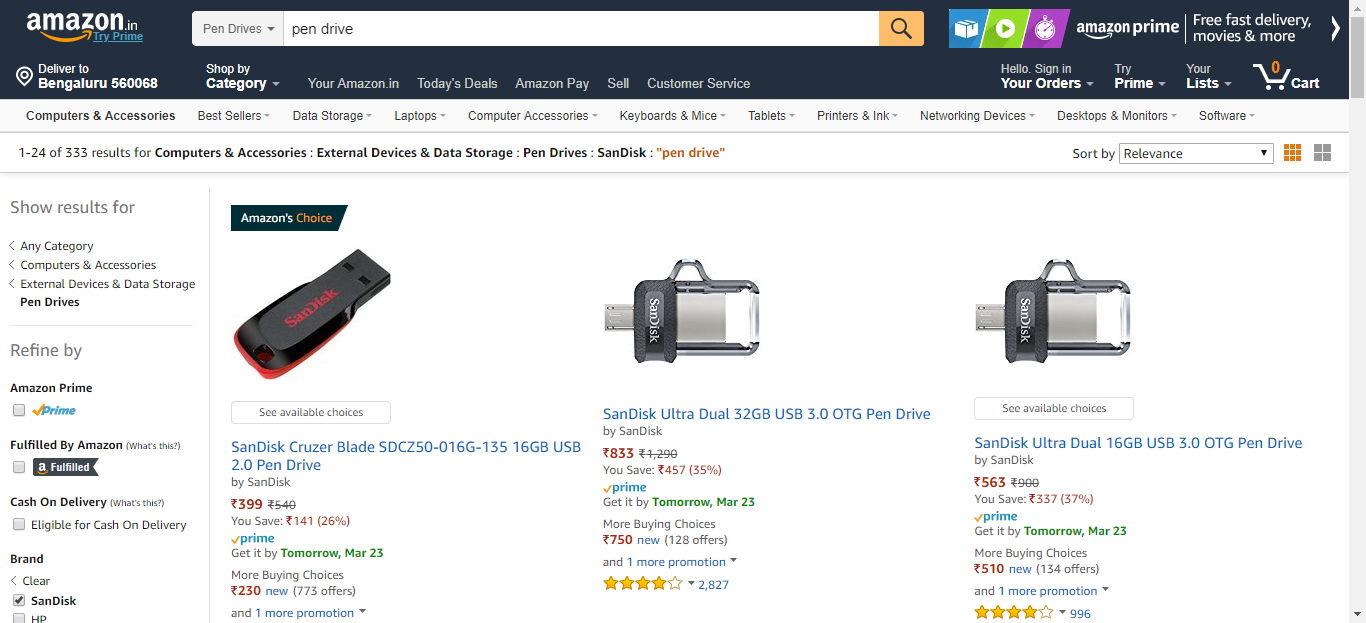 amazon.in
Try Prime
Pen Drives
pen drive
amazon prime
Free fast delivery,
movies & more
Deliver to
Bengaluru 560068
Shop by
Category
Your Amazon.in
Today's Deals
Amazon Pay
Sell
Customer Service
Hello. Sign in
Your Orders
Try
Prime
Your
Lists
0
Cart
Computers & Accessories
Best Sellers
Data Storage
Laptops
Computer Accessories
Keyboards & Mice
Tablets
Printers & Ink
Networking Devices
Desktops & Monitors
Software
1-24 of 333 results for Computers & Accessories : External Devices & Data Storage : Pen Drives : SanDisk : "pen drive"
Sort by Relevance
Show results for
Any Category
Computers & Accessories
External Devices & Data Storage
Pen Drives
Refine by
Amazon Prime
Prime
Fulfilled By Amazon (What's this?)
a Fulfilled
Cash On Delivery (What's this?)
Eligible for Cash On Delivery
Brand
Clear
SanDisk
HP
Amazon's Choice
SanDisk
See available choices
SanDisk Cruzer Blade SDCZ50-016G-135 16GB USB
2.0 Pen Drive
by SanDisk
₹399 ₹540
You Save: ₹141 (26%)
prime
Get it by Tomorrow, Mar 23
More Buying Choices
₹230 new (773 offers)
and 1 more promotion
SanDisk
SanDisk Ultra Dual 32GB USB 3.0 OTG Pen Drive
by SanDisk
₹833 ₹1,290
You Save: ₹457 (35%)
prime
Get it by Tomorrow, Mar 23
More Buying Choices
₹750 new (128 offers)
and 1 more promotion
2,827
SanDisk
See available choices
SanDisk Ultra Dual 16GB USB 3.0 OTG Pen Drive
by SanDisk
₹563 ₹900
You Save: ₹337 (37%)
prime
Get it by Tomorrow, Mar 23
More Buying Choices
₹510 new (134 offers)
and 1 more promotion
996